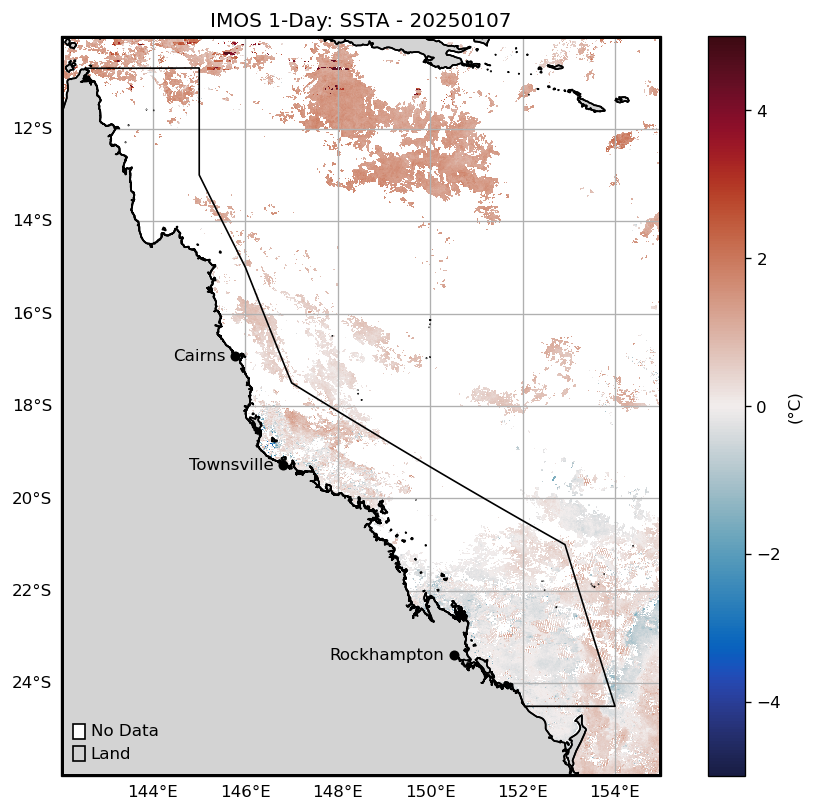 IMOS 1-Day: SSTA - 20250107
12°S
14°S
16°S
18°S
20°S
22°S
24°S
Cairns
Townsville
Rockhampton
No Data
Land
144°E 146°E 148°E 150°E 152°E 154°E
4
2
0
−2
−4
(°C)